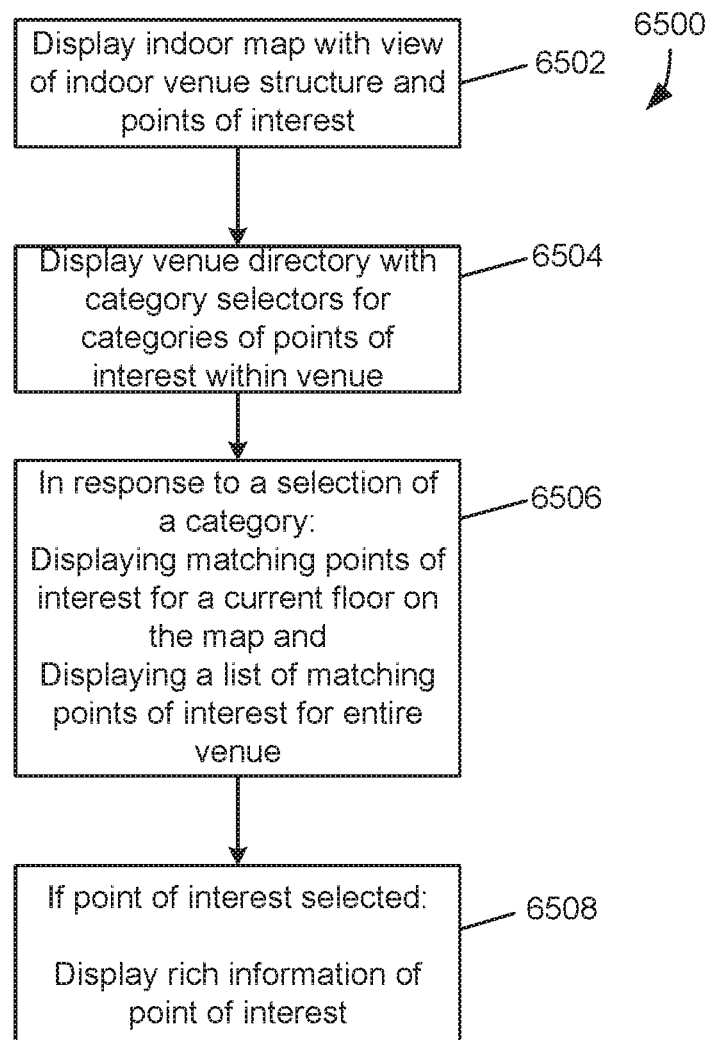 Display indoor map with view
of indoor venue structure and
points of interest
6502
6500
Display venue directory with
category selectors for
categories of points of
interest within venue
6504
In response to a selection of
a category:
Displaying matching points of
interest for a current floor on
the map and
Displaying a list of matching
points of interest for entire
venue
6506
If point of interest selected:
Display rich information of
point of interest
6508